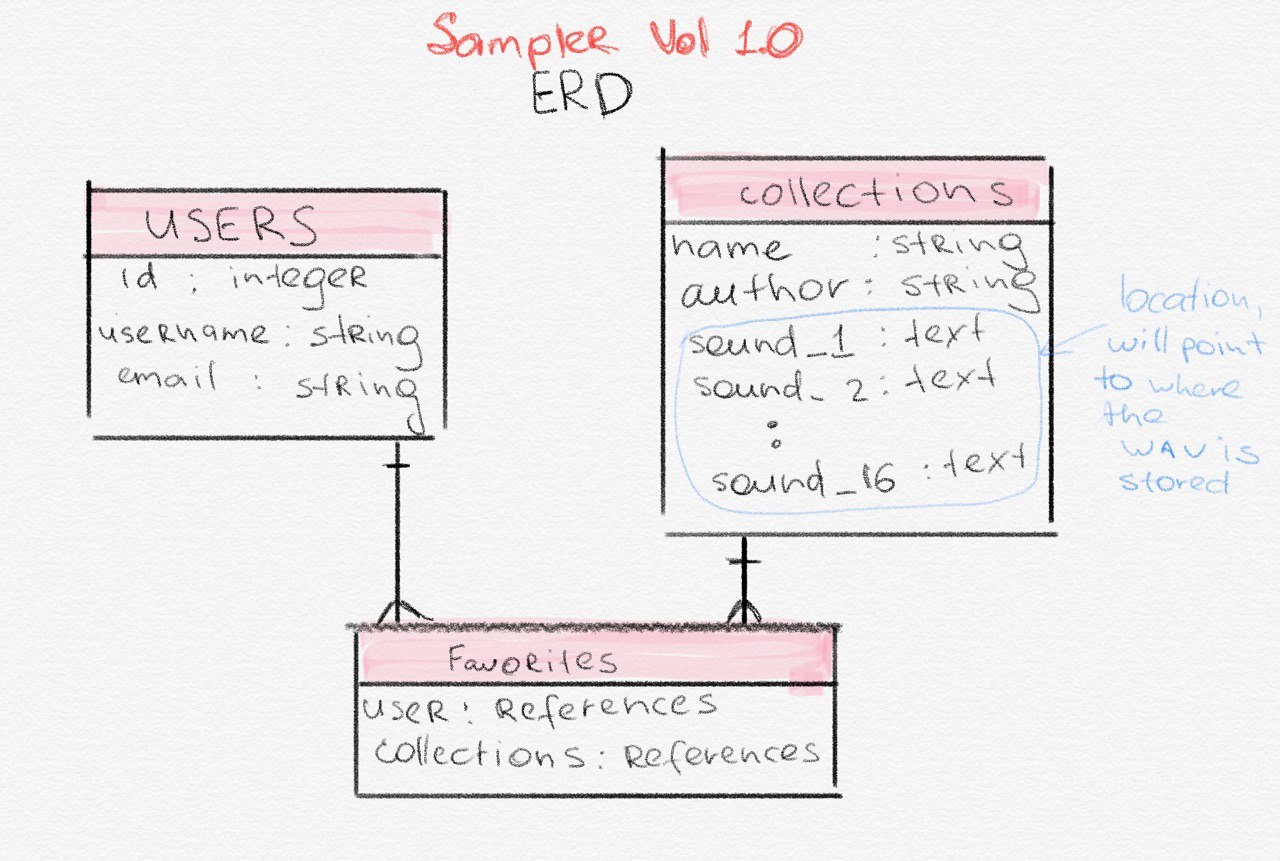 Sampler Vol 1.0
ERD
USERS
id : integer
username : string
email : string
collections
name : string
author : string
sound_1 : text
sound_2 : text
:
sound_16 : text
location,
will point
to where
the
WAV is
stored
Favorites
user : References
collections : References